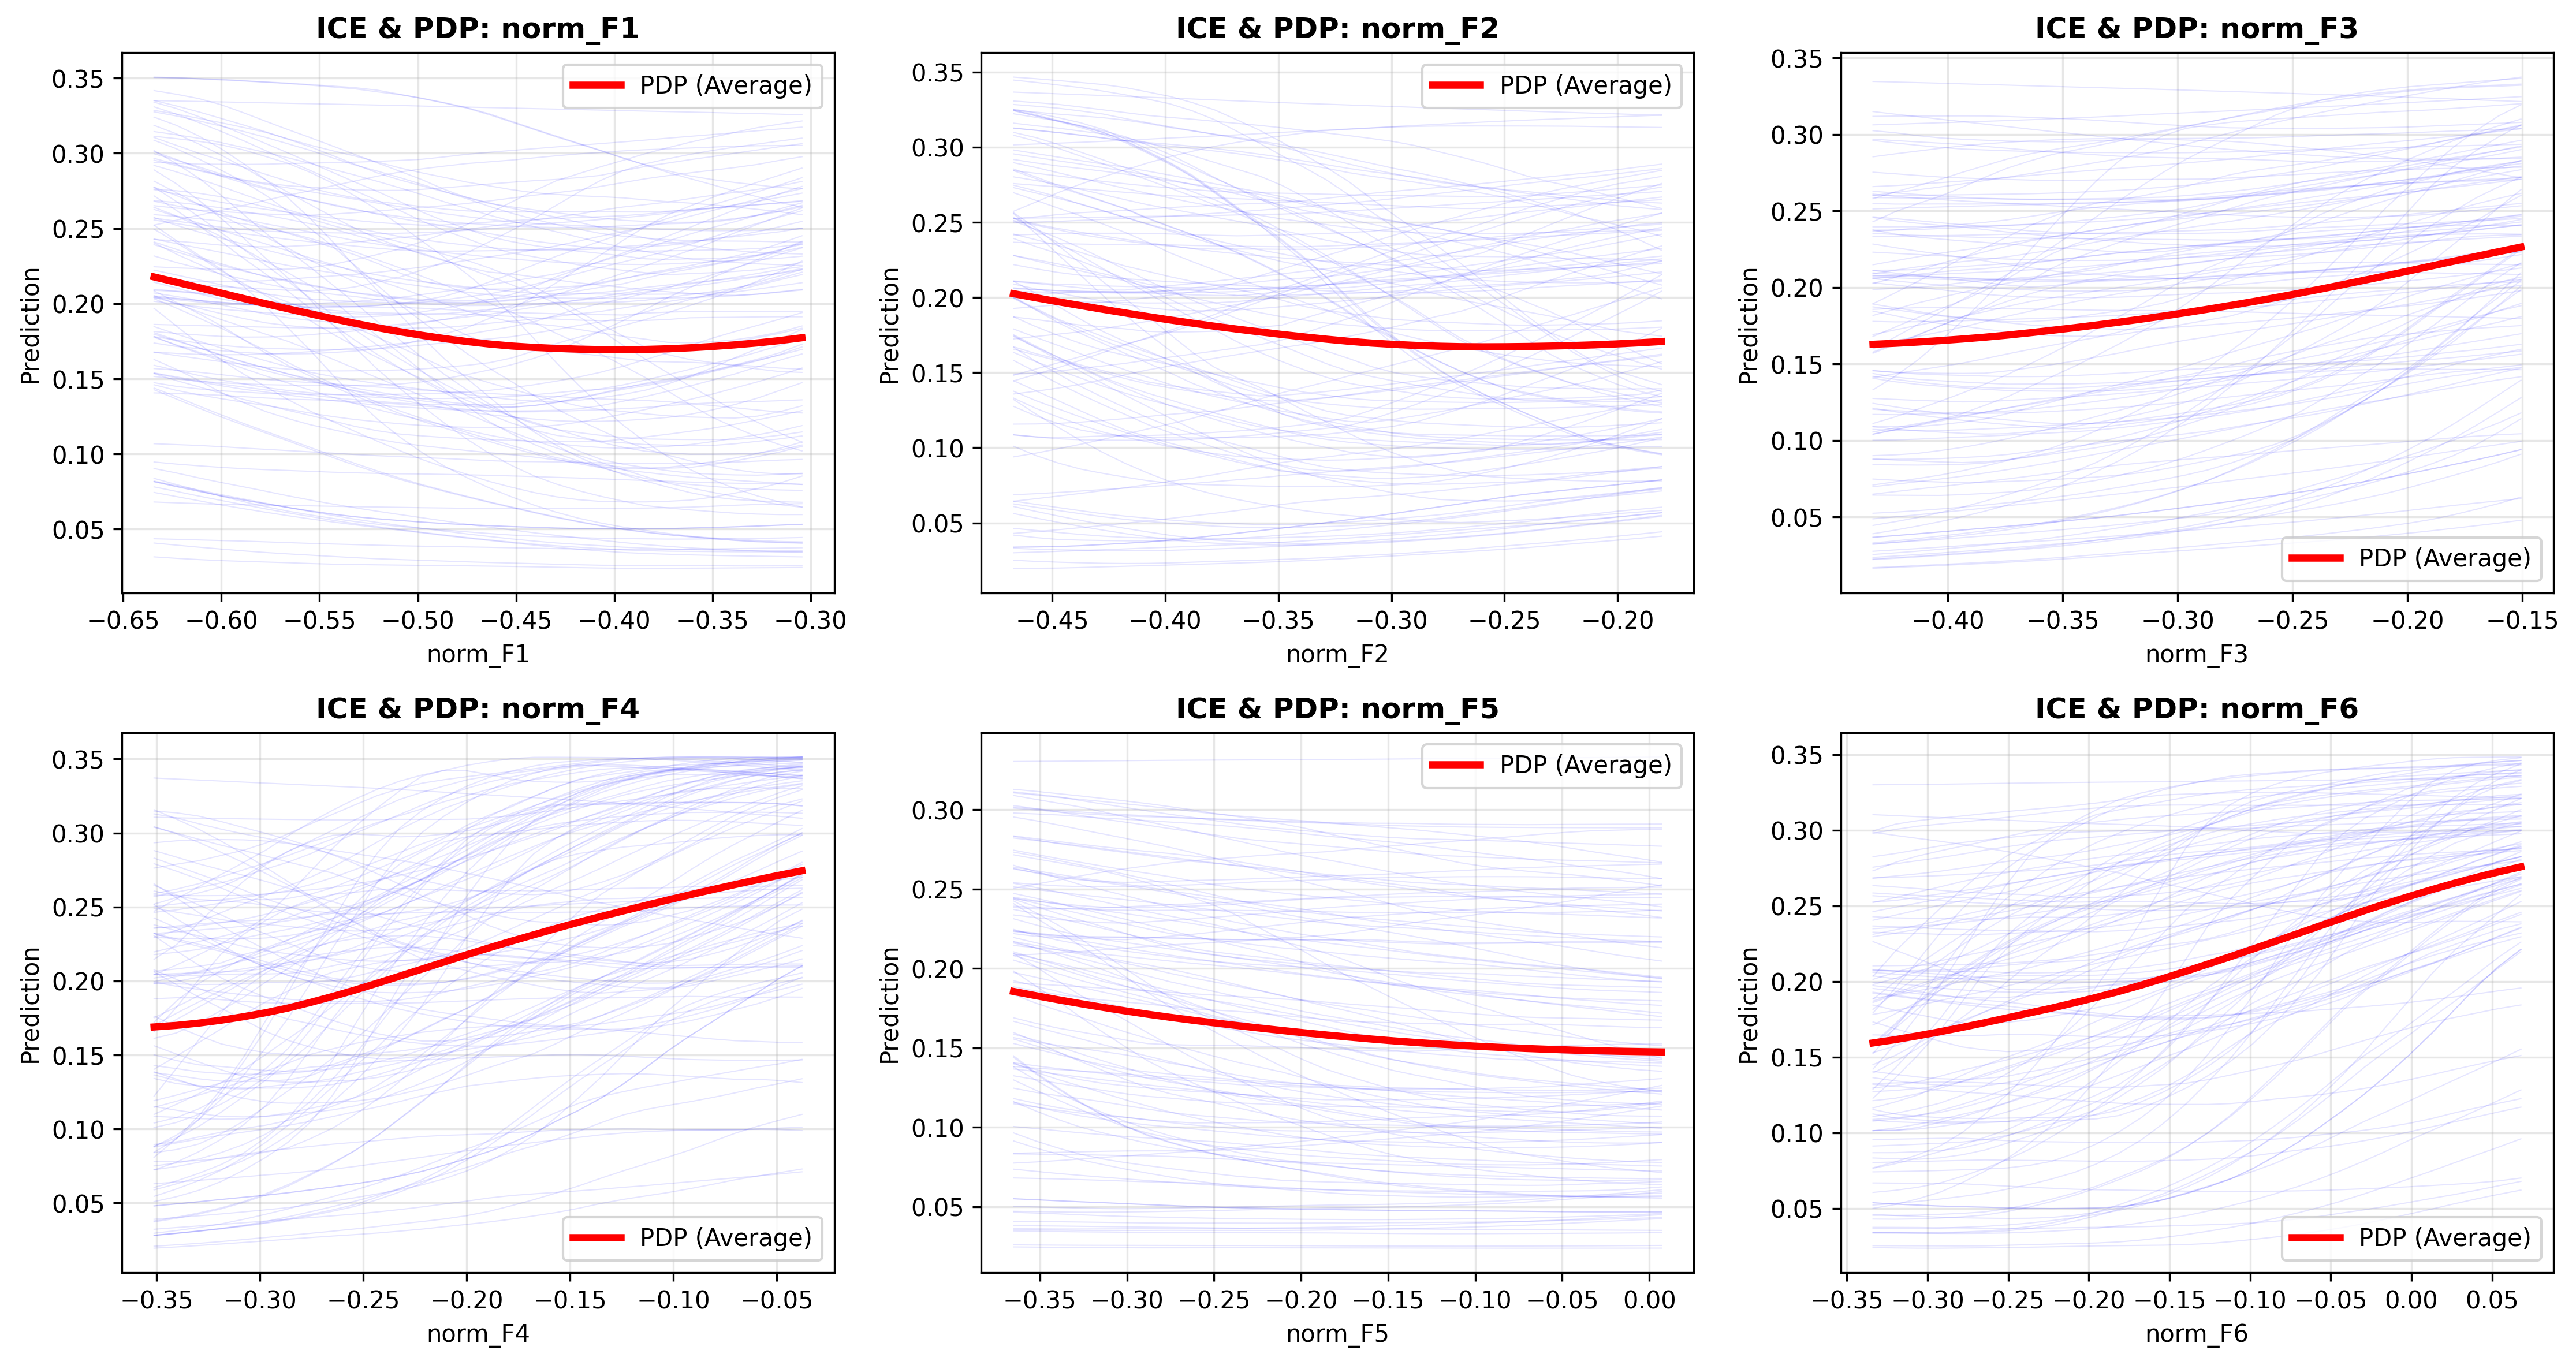 ICE & PDP: norm_F1
PDP (Average)
Prediction
0.35
0.30
0.25
0.20
0.15
0.10
0.05
−0.65 −0.60 −0.55 −0.50 −0.45 −0.40 −0.35 −0.30
norm_F1
ICE & PDP: norm_F2
PDP (Average)
Prediction
0.35
0.30
0.25
0.20
0.15
0.10
0.05
−0.45 −0.40 −0.35 −0.30 −0.25 −0.20
norm_F2
ICE & PDP: norm_F3
Prediction
0.35
0.30
0.25
0.20
0.15
0.10
0.05
PDP (Average)
−0.40 −0.35 −0.30 −0.25 −0.20 −0.15
norm_F3
ICE & PDP: norm_F4
Prediction
0.35
0.30
0.25
0.20
0.15
0.10
0.05
PDP (Average)
−0.35 −0.30 −0.25 −0.20 −0.15 −0.10 −0.05
norm_F4
ICE & PDP: norm_F5
PDP (Average)
Prediction
0.30
0.25
0.20
0.15
0.10
0.05
−0.35 −0.30 −0.25 −0.20 −0.15 −0.10 −0.05 0.00
norm_F5
ICE & PDP: norm_F6
Prediction
0.35
0.30
0.25
0.20
0.15
0.10
0.05
PDP (Average)
−0.35 −0.30 −0.25 −0.20 −0.15 −0.10 −0.05 0.00 0.05
norm_F6